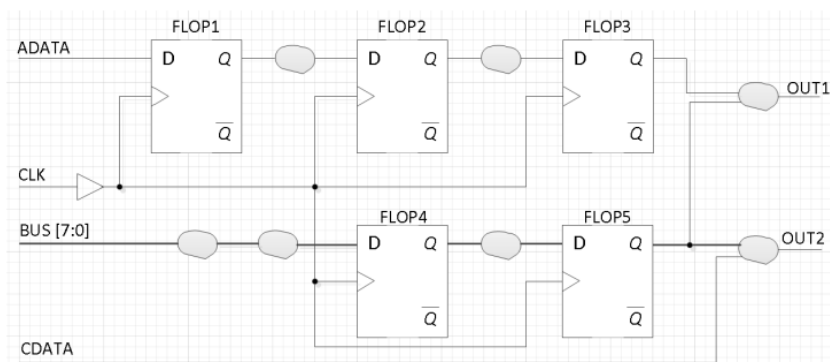 FLOP1 FLOP2 FLOP3
ADATA D Q D Q D Q
OUT1
Q Q Q
CLK
FLOP4 FLOP5
BUS [7:0] D Q D Q OUT2
Q Q
CDATA